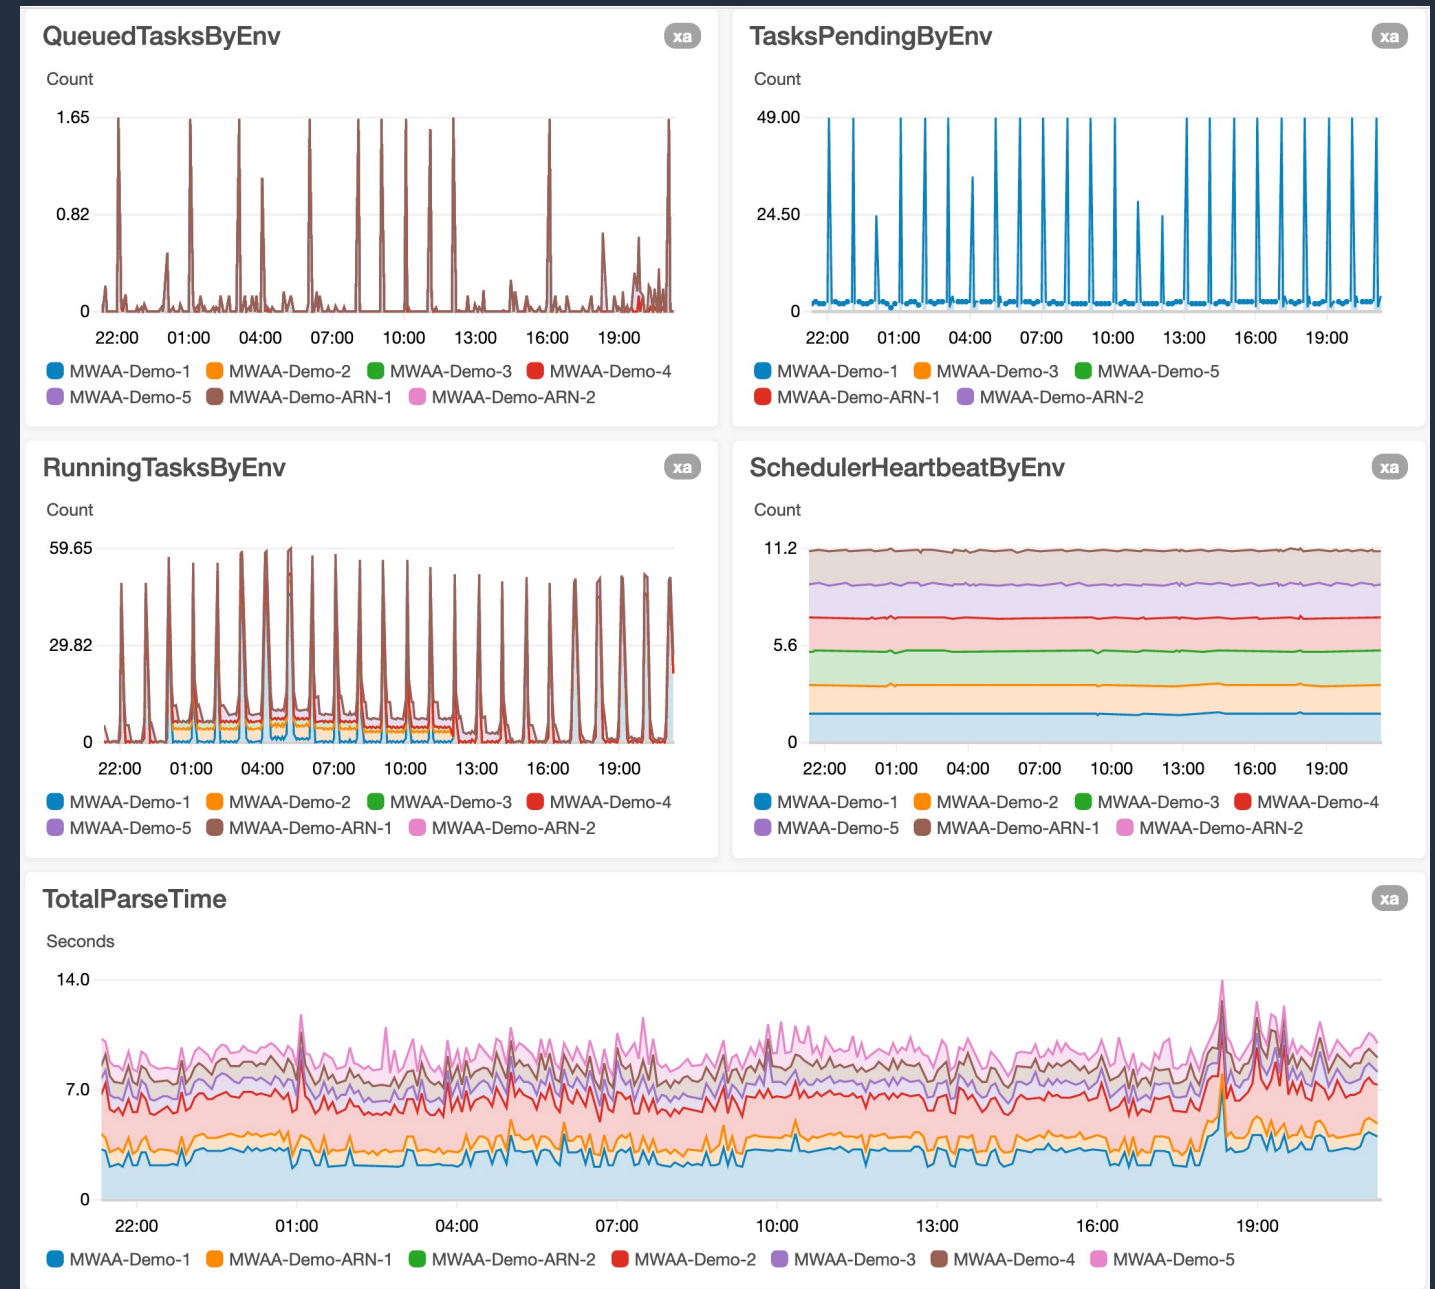 QueuedTasksByEnv xa
Count
1.65
0.82
0
22:00 01:00 04:00 07:00 10:00 13:00 16:00 19:00
MWAA-Demo-1 MWAA-Demo-2 MWAA-Demo-3 MWAA-Demo-4
MWAA-Demo-5 MWAA-Demo-ARN-1 MWAA-Demo-ARN-2
TasksPendingByEnv xa
Count
49.00
24.50
0
22:00 01:00 04:00 07:00 10:00 13:00 16:00 19:00
MWAA-Demo-1 MWAA-Demo-3 MWAA-Demo-5
MWAA-Demo-ARN-1 MWAA-Demo-ARN-2
RunningTasksByEnv xa
Count
59.65
29.82
0
22:00 01:00 04:00 07:00 10:00 13:00 16:00 19:00
MWAA-Demo-1 MWAA-Demo-2 MWAA-Demo-3 MWAA-Demo-4
MWAA-Demo-5 MWAA-Demo-ARN-1 MWAA-Demo-ARN-2
SchedulerHeartbeatByEnv xa
Count
11.2
5.6
0
22:00 01:00 04:00 07:00 10:00 13:00 16:00 19:00
MWAA-Demo-1 MWAA-Demo-2 MWAA-Demo-3 MWAA-Demo-4
MWAA-Demo-5 MWAA-Demo-ARN-1 MWAA-Demo-ARN-2
TotalParseTime xa
Seconds
14.0
7.0
0
22:00 01:00 04:00 07:00 10:00 13:00 16:00 19:00
MWAA-Demo-1 MWAA-Demo-ARN-1 MWAA-Demo-ARN-2 MWAA-Demo-2 MWAA-Demo-3 MWAA-Demo-4 MWAA-Demo-5